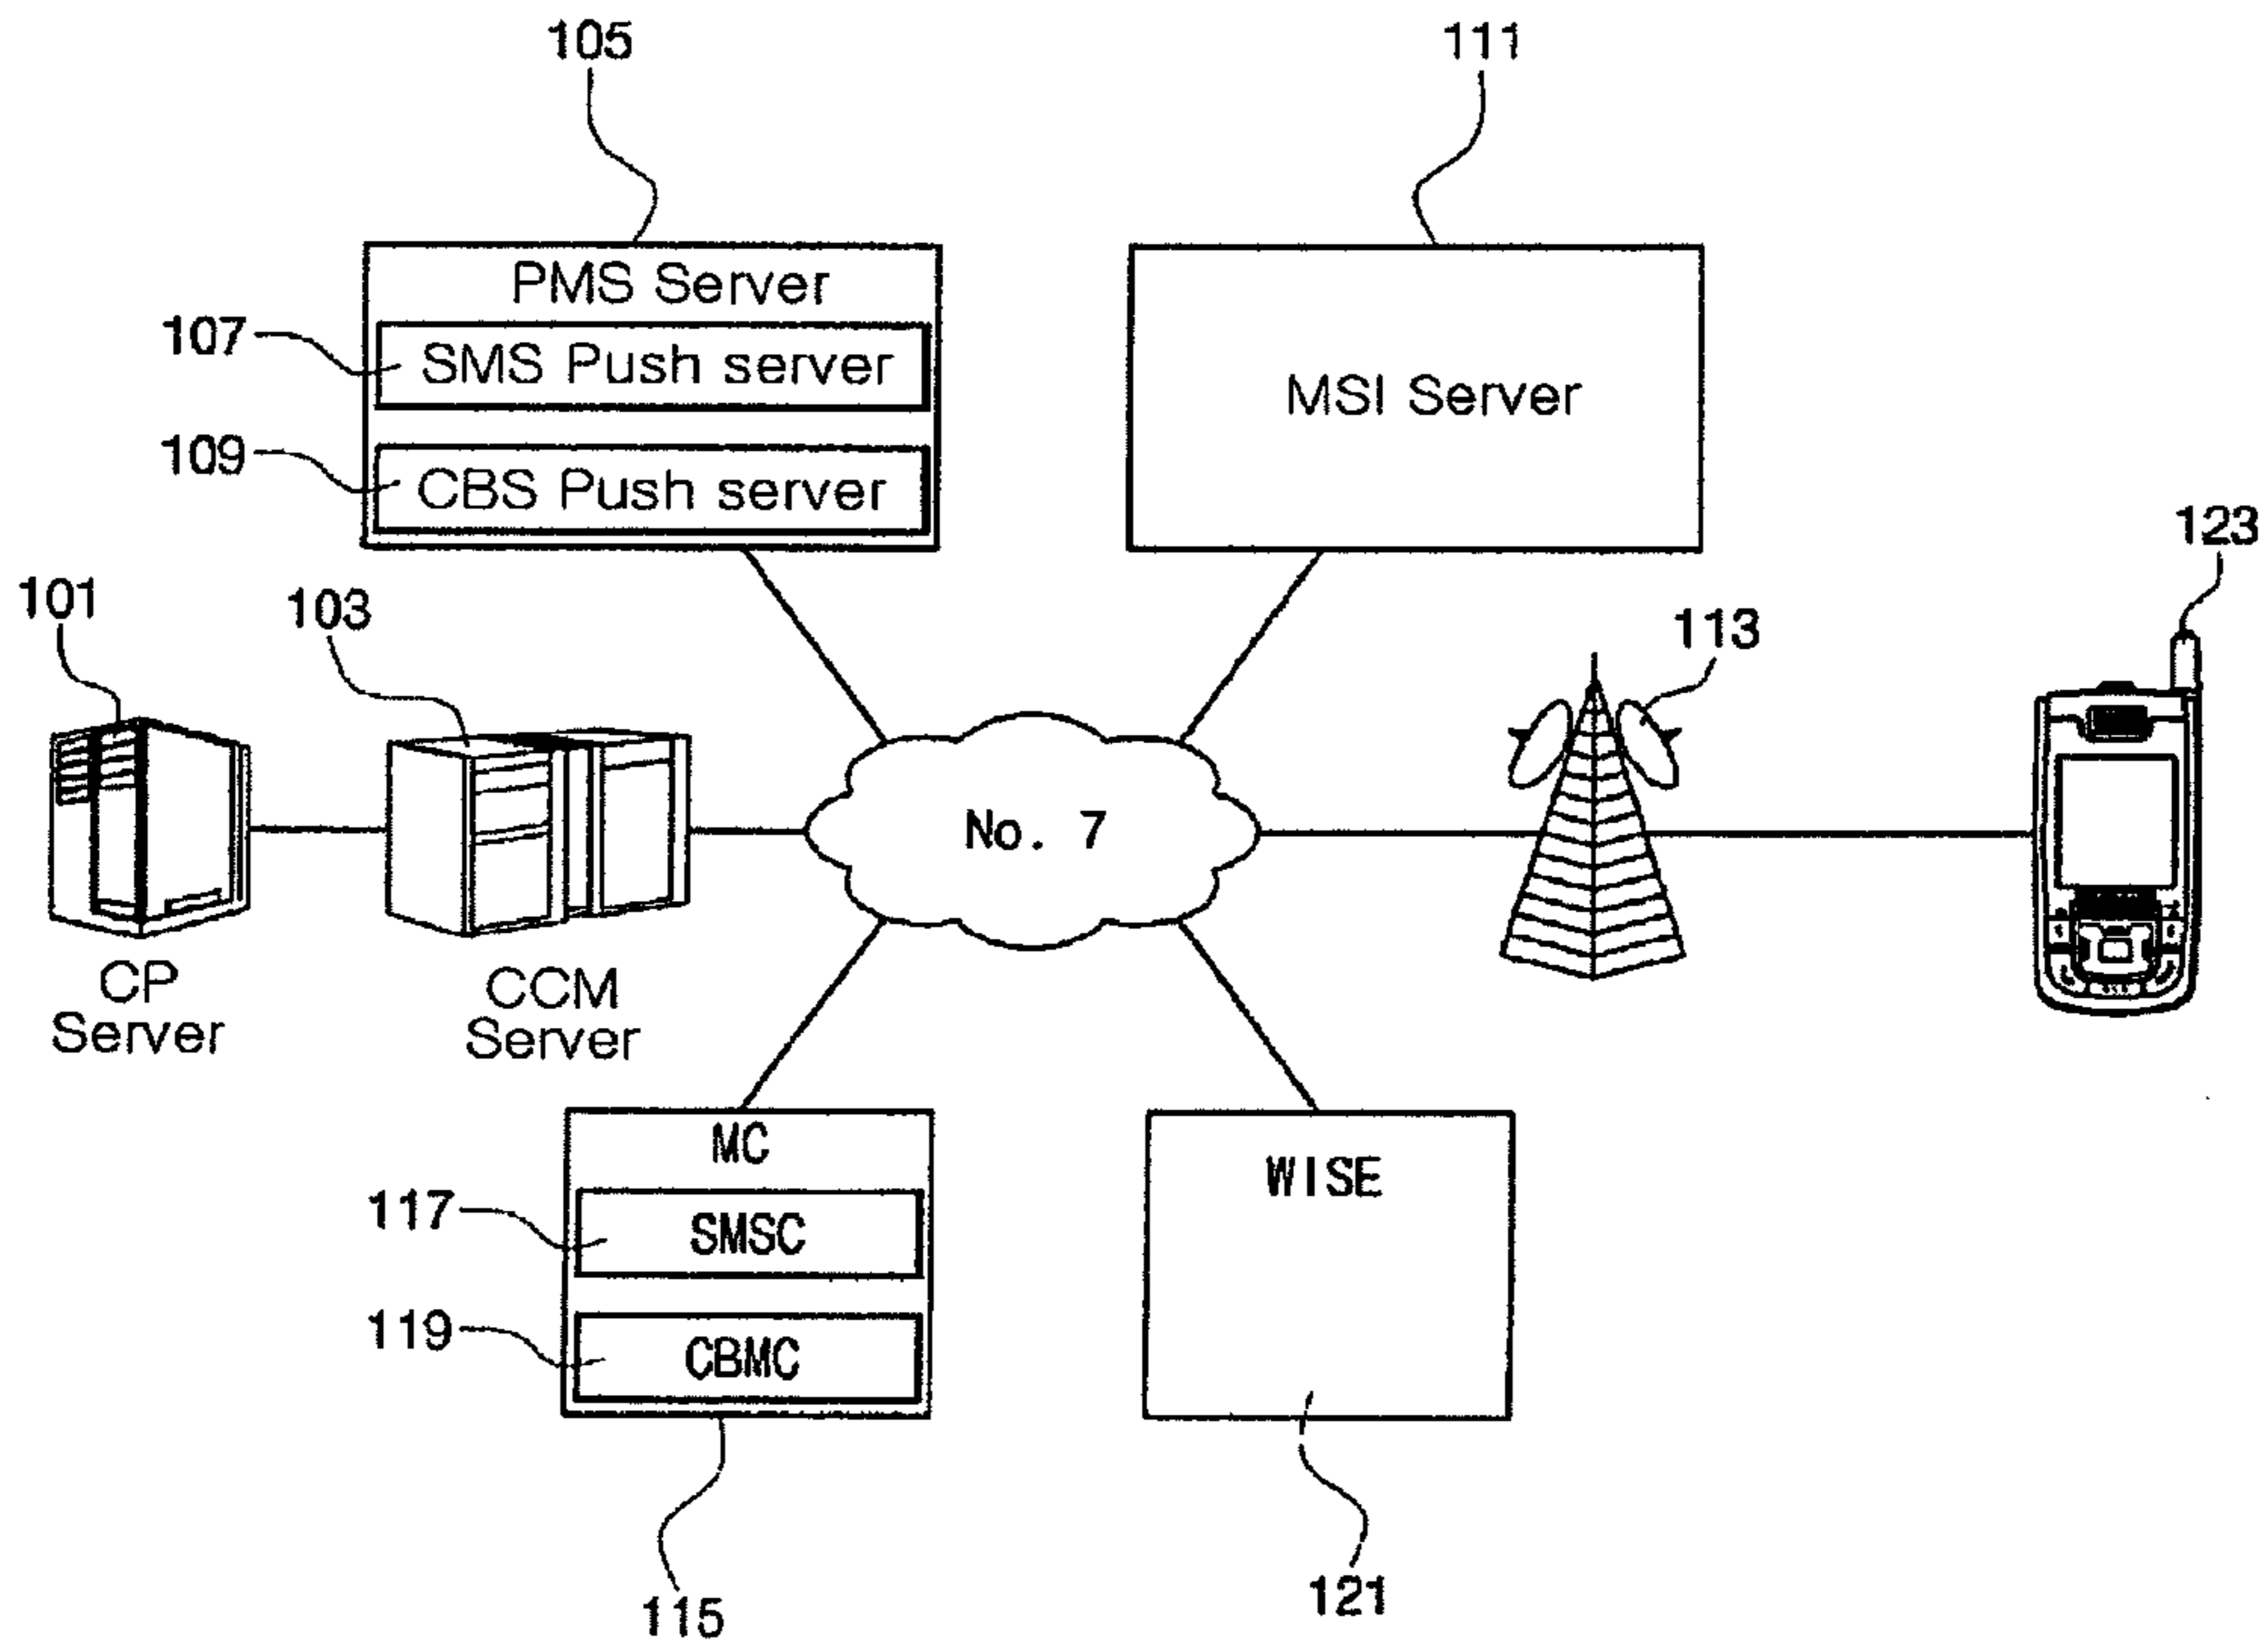 105
111
PMS Server
107
SMS Push server
MSI Server
109
CBS Push server
123
101
103
113
No. 7
CP
Server
CCM
Server
MC
WISE
117
SMSC
119
CBMC
121
115